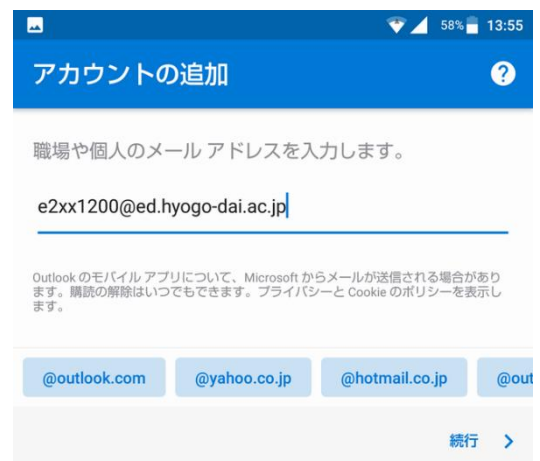 58% 13:55
アカウントの追加
職場や個人のメール アドレスを入力します。
e2xx1200@ed.hyogo-dai.ac.jp
Outlook のモバイル アプリについて、Microsoft からメールが送信される場合があり
ます。購読の解除はいつでもできます。プライバシーと Cookie のポリシーを表示し
ます。
@outlook.com @yahoo.co.jp @hotmail.co.jp @out
続行